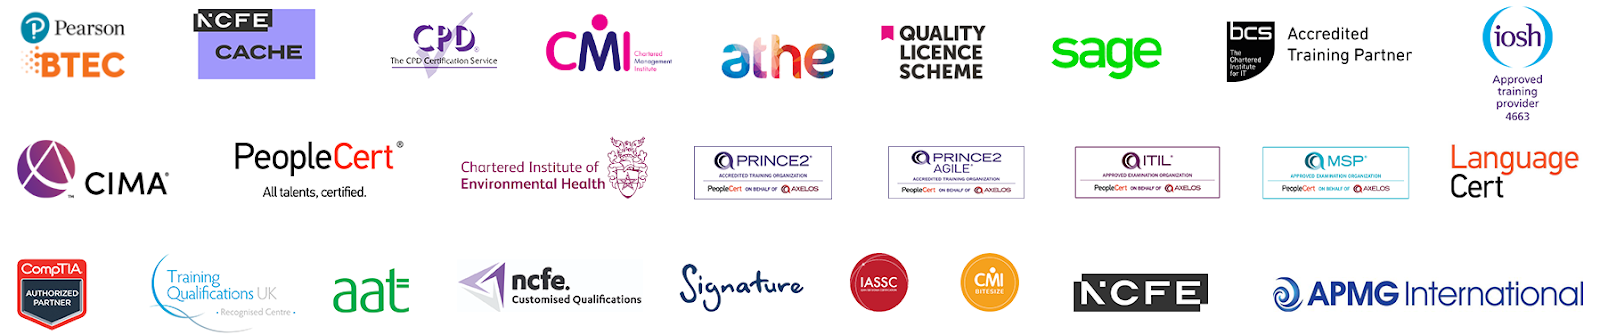 Pearson
BTEC
NCFE
CACHE
CPD
The CPD Certification Service
CMI
Chartered
Management
Institute
athe
QUALITY
LICENCE
SCHEME
sage
bcs
The
Chartered
Institute
for IT
Accredited
Training Partner
iosh
Approved
training
provider
4663
CIMA
PeopleCert
All talents, certified.
Chartered Institute of
Environmental Health
PRINCE2
ACCREDITED TRAINING ORGANIZATION
PeopleCert ON BEHALF OF AXELOS
PRINCE2
AGILE
ACCREDITED TRAINING ORGANIZATION
PeopleCert ON BEHALF OF AXELOS
ITIL
APPROVED EXAMINATION ORGANIZATION
PeopleCert ON BEHALF OF AXELOS
MSP
APPROVED EXAMINATION ORGANIZATION
PeopleCert ON BEHALF OF AXELOS
Language
Cert
CompTIA
AUTHORIZED
PARTNER
Training
Qualifications UK
• Recognised Centre •
aat
ncfe.
Customised Qualifications
Signature
IASSC
CMI
BITESIZE
NCFE
APMG International